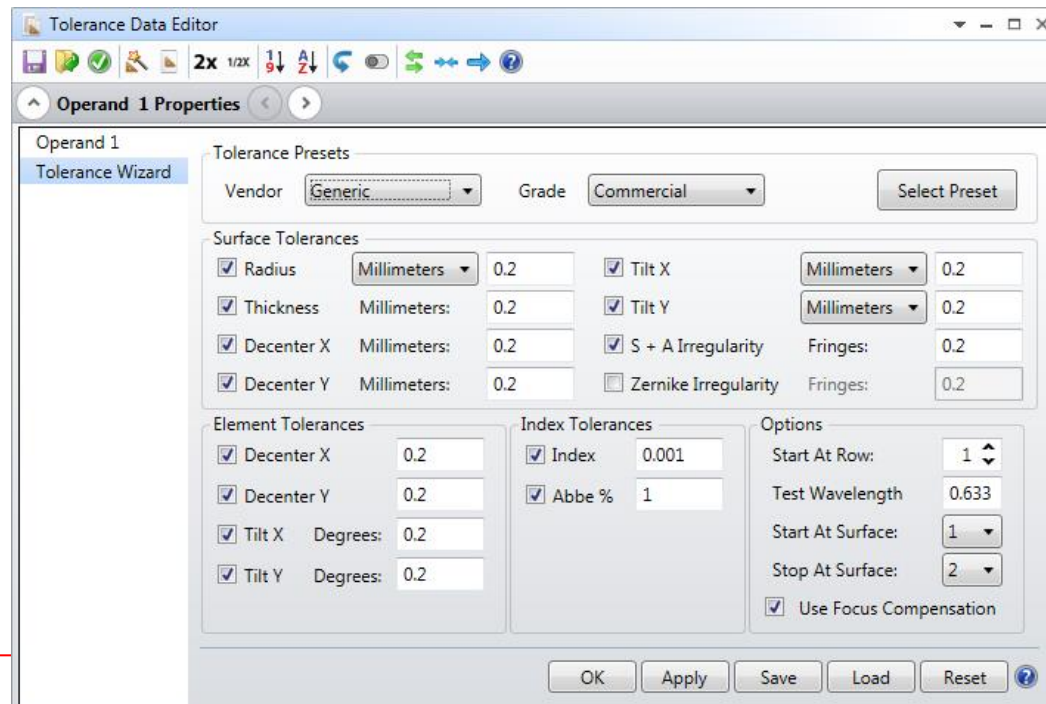 Tolerance Data Editor
2x 1/2X
Operand 1 Properties
Operand 1
Tolerance Wizard
Tolerance Presets
Vendor Generic Grade Commercial Select Preset
Surface Tolerances
Radius Millimeters 0.2 Tilt X Millimeters 0.2
Thickness Millimeters: 0.2 Tilt Y Millimeters 0.2
Decenter X Millimeters: 0.2 S + A Irregularity Fringes: 0.2
Decenter Y Millimeters: 0.2 Zernike Irregularity Fringes: 0.2
Element Tolerances Index Tolerances Options
Decenter X 0.2 Index 0.001 Start At Row: 1
Decenter Y 0.2 Abbe % 1 Test Wavelength 0.633
Tilt X Degrees: 0.2 Start At Surface: 1
Tilt Y Degrees: 0.2 Stop At Surface: 2
Use Focus Compensation
OK Apply Save Load Reset